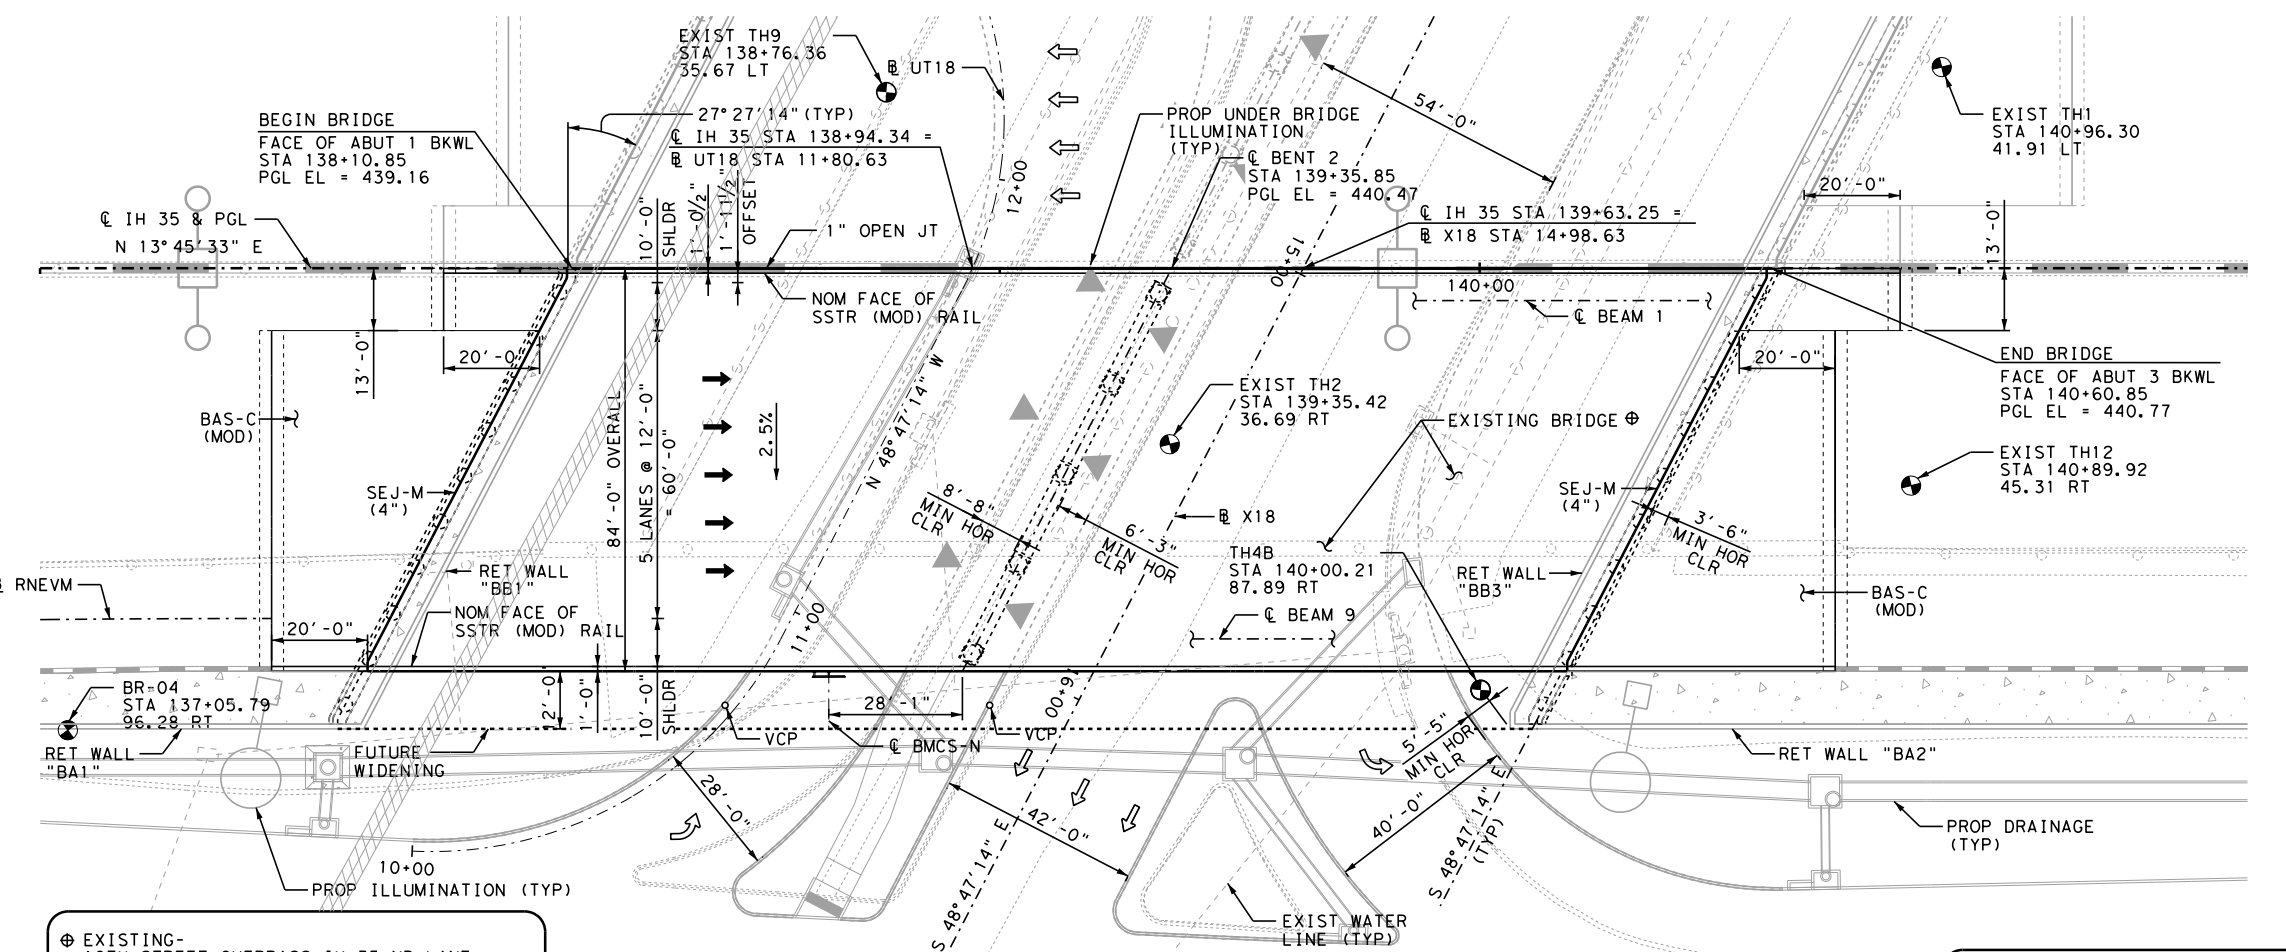 EXIST TH9
STA 138+76.36
35.67 LT
℄ IH 35 & PGL
N 13°45'33" E
BEGIN BRIDGE
FACE OF ABUT 1 BKWL
STA 138+10.85
PGL EL = 439.16
27°27'14"(TYP)
℄ IH 35 STA 138+94.34 =
B̲L̲ UT18 STA 11+80.63
BL UT18
12+00
10'-0"
SHLDR
1'-0½"
1'-11½"
OFFSET
1" OPEN JT
NOM FACE OF
SSTR (MOD) RAIL
PROP UNDER BRIDGE
ILLUMINATION
(TYP)
℄ BENT 2
STA 139+35.85
PGL EL = 440.47
54'-0"
℄ IH 35 STA 139+63.25 =
BL X18 STA 14+98.63
15+00
140+00
℄ BEAM 1
20'-0"
13'-0"
EXIST TH1
STA 140+96.30
41.91 LT
END BRIDGE
FACE OF ABUT 3 BKWL
STA 140+60.85
PGL EL = 440.77
20'-0"
13'-0"
20'-0"
BAS-C
(MOD)
SEJ-M
(4")
84'-0" OVERALL
5 LANES @ 12'-0"
= 60'-0"
2.5%
N 48°47'14" W
EXIST TH2
STA 139+35.42
36.69 RT
EXISTING BRIDGE ⊕
EXIST TH12
STA 140+89.92
45.31 RT
8'-8"
MIN HOR
CLR
6'-3"
MIN HOR
CLR
BL X18
SEJ-M
(4")
3'-6"
MIN HOR
CLR
TH4B
STA 140+00.21
87.89 RT
RET WALL
"BB3"
BAS-C
(MOD)
RNEVM
RET WALL
"BB1"
NOM FACE OF
SSTR (MOD) RAIL
20'-0"
11+00
℄ BEAM 9
BR-04
STA 137+05.79
96.28 RT
RET WALL
"BA1"
12'-0"
1'-0"
10'-0"
SHLDR
28'-1"
16+00
VCP
℄ BMCS-N
VCP
FUTURE
WIDENING
5'-5"
MIN HOR
CLR
RET WALL "BA2"
28'-0"
42'-0"
40'-0"
S 48°47'14" E
S 48°47'14" E
(TYP)
PROP DRAINAGE
(TYP)
10+00
PROP ILLUMINATION (TYP)
EXIST WATER
LINE (TYP)
⊕ EXISTING-